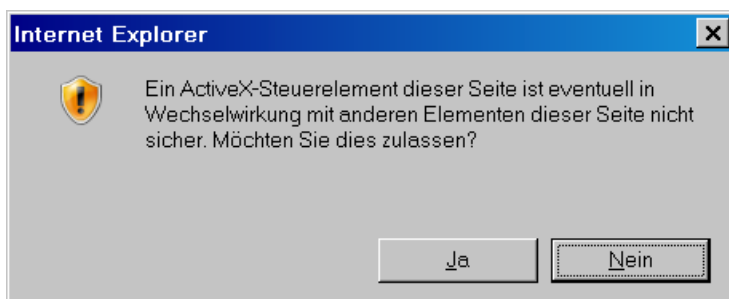 Internet Explorer
Ein ActiveX-Steuerelement dieser Seite ist eventuell in
Wechselwirkung mit anderen Elementen dieser Seite nicht
sicher. Möchten Sie dies zulassen?
Ja
Nein